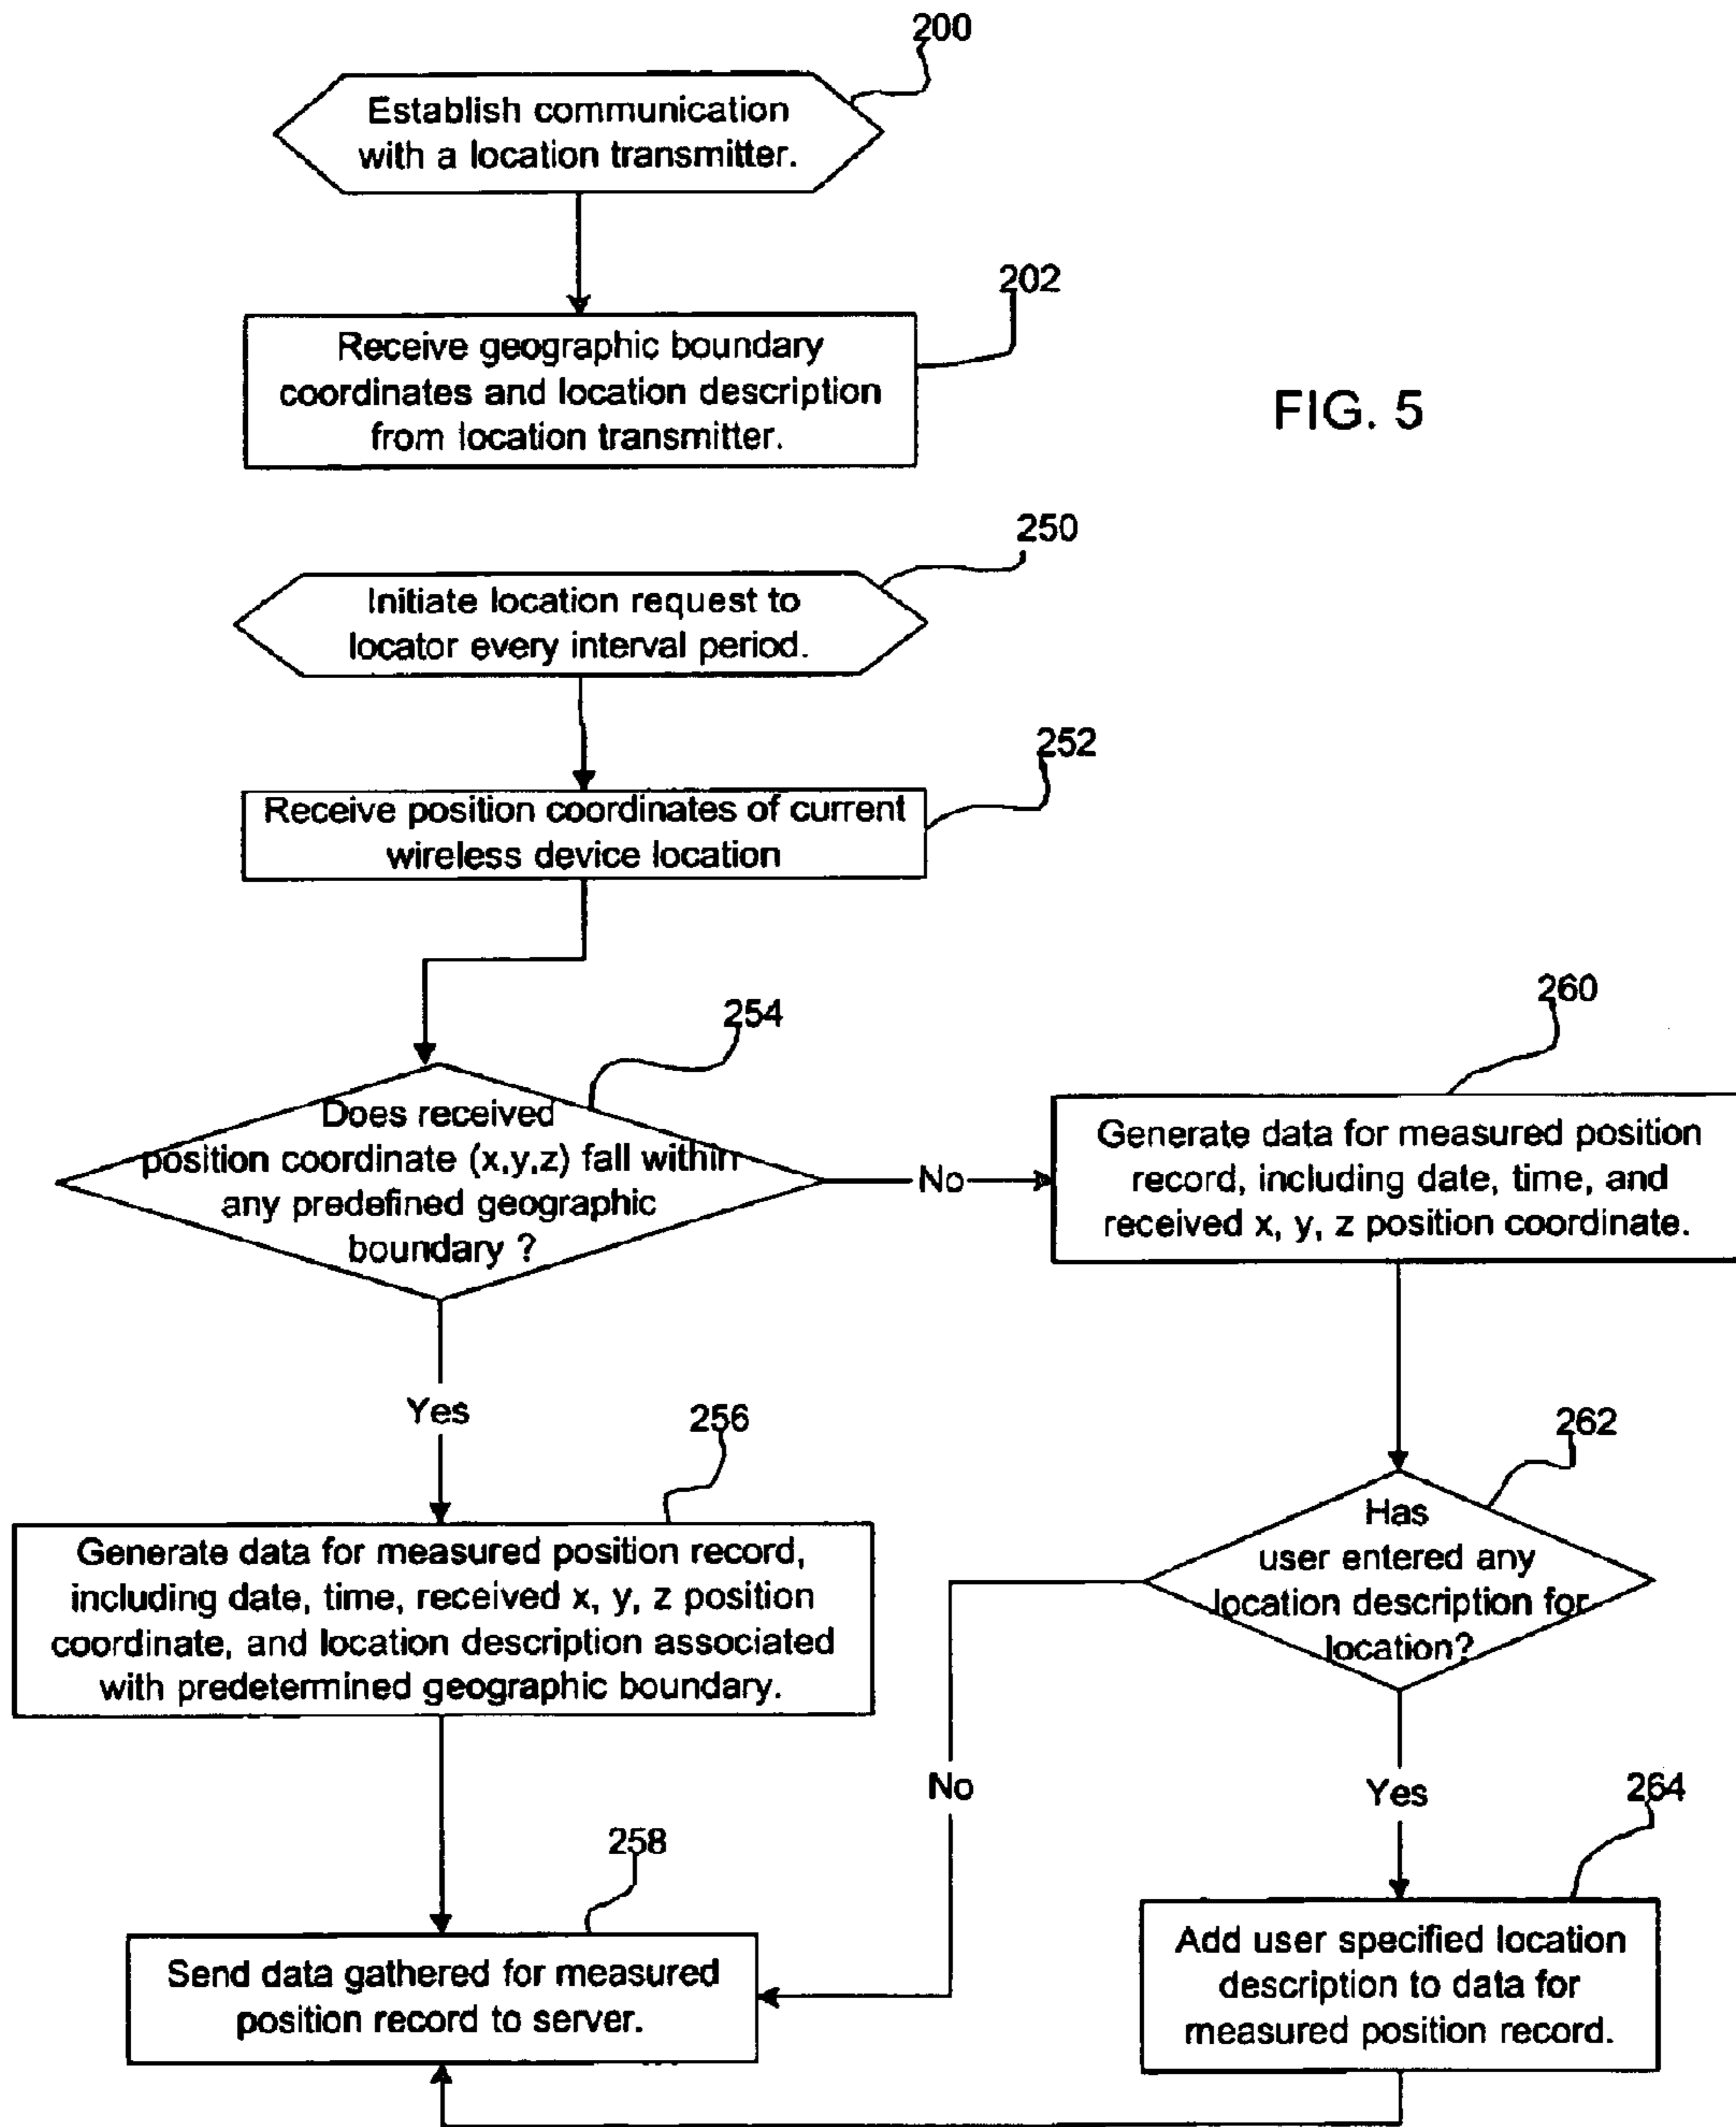 200
Establish communication
with a location transmitter.
202
Receive geographic boundary
coordinates and location description
from location transmitter.
FIG. 5
250
Initiate location request to
locator every interval period.
252
Receive position coordinates of current
wireless device location
254
Does received
position coordinate (x,y,z) fall within
any predefined geographic
boundary ?
No
260
Generate data for measured position
record, including date, time, and
received x, y, z position coordinate.
Yes
256
Generate data for measured position record,
including date, time, received x, y, z position
coordinate, and location description associated
with predetermined geographic boundary.
262
Has
user entered any
location description for
location?
No
Yes
258
Send data gathered for measured
position record to server.
264
Add user specified location
description to data for
measured position record.